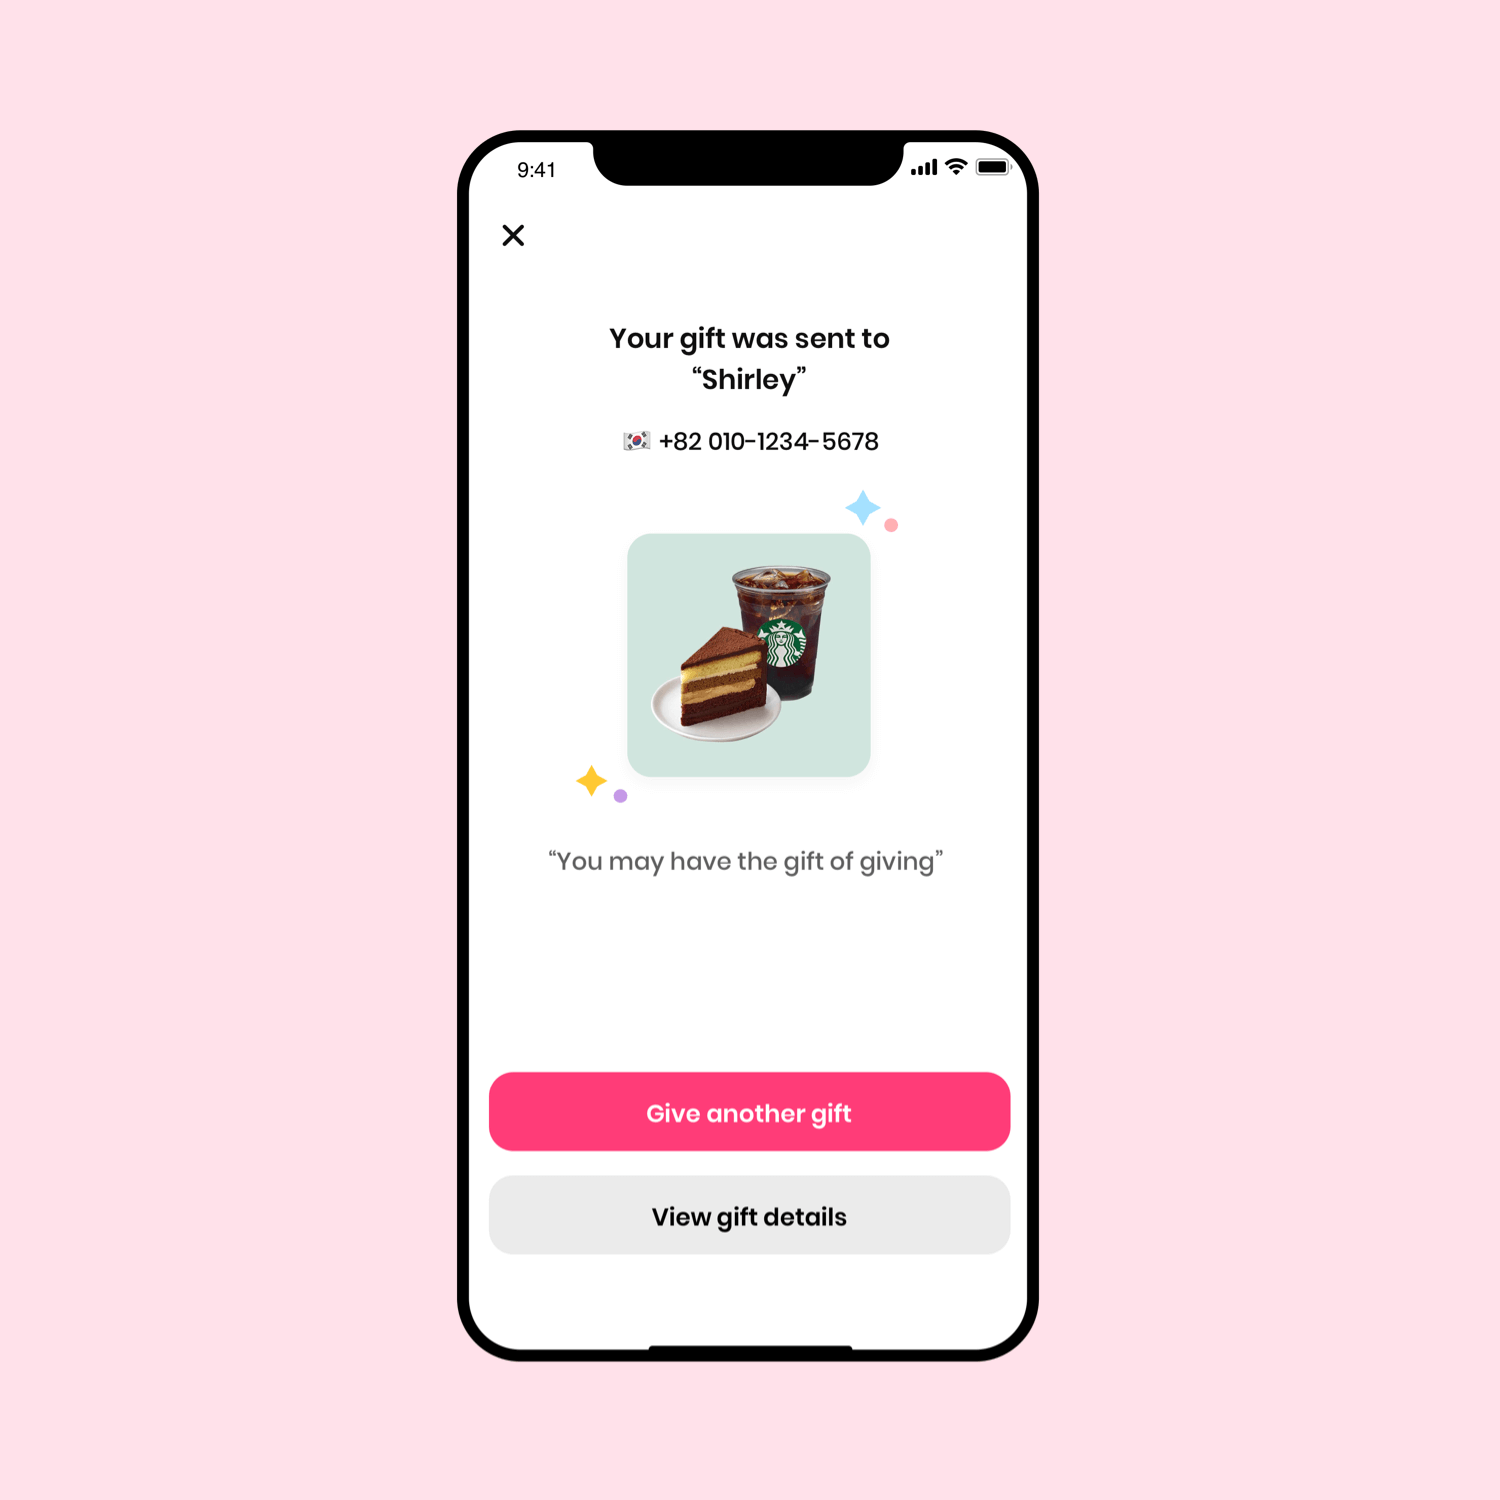 9:41
Your gift was sent to
“Shirley”
🇰🇷 +82 010-1234-5678
“You may have the gift of giving”
Give another gift
View gift details